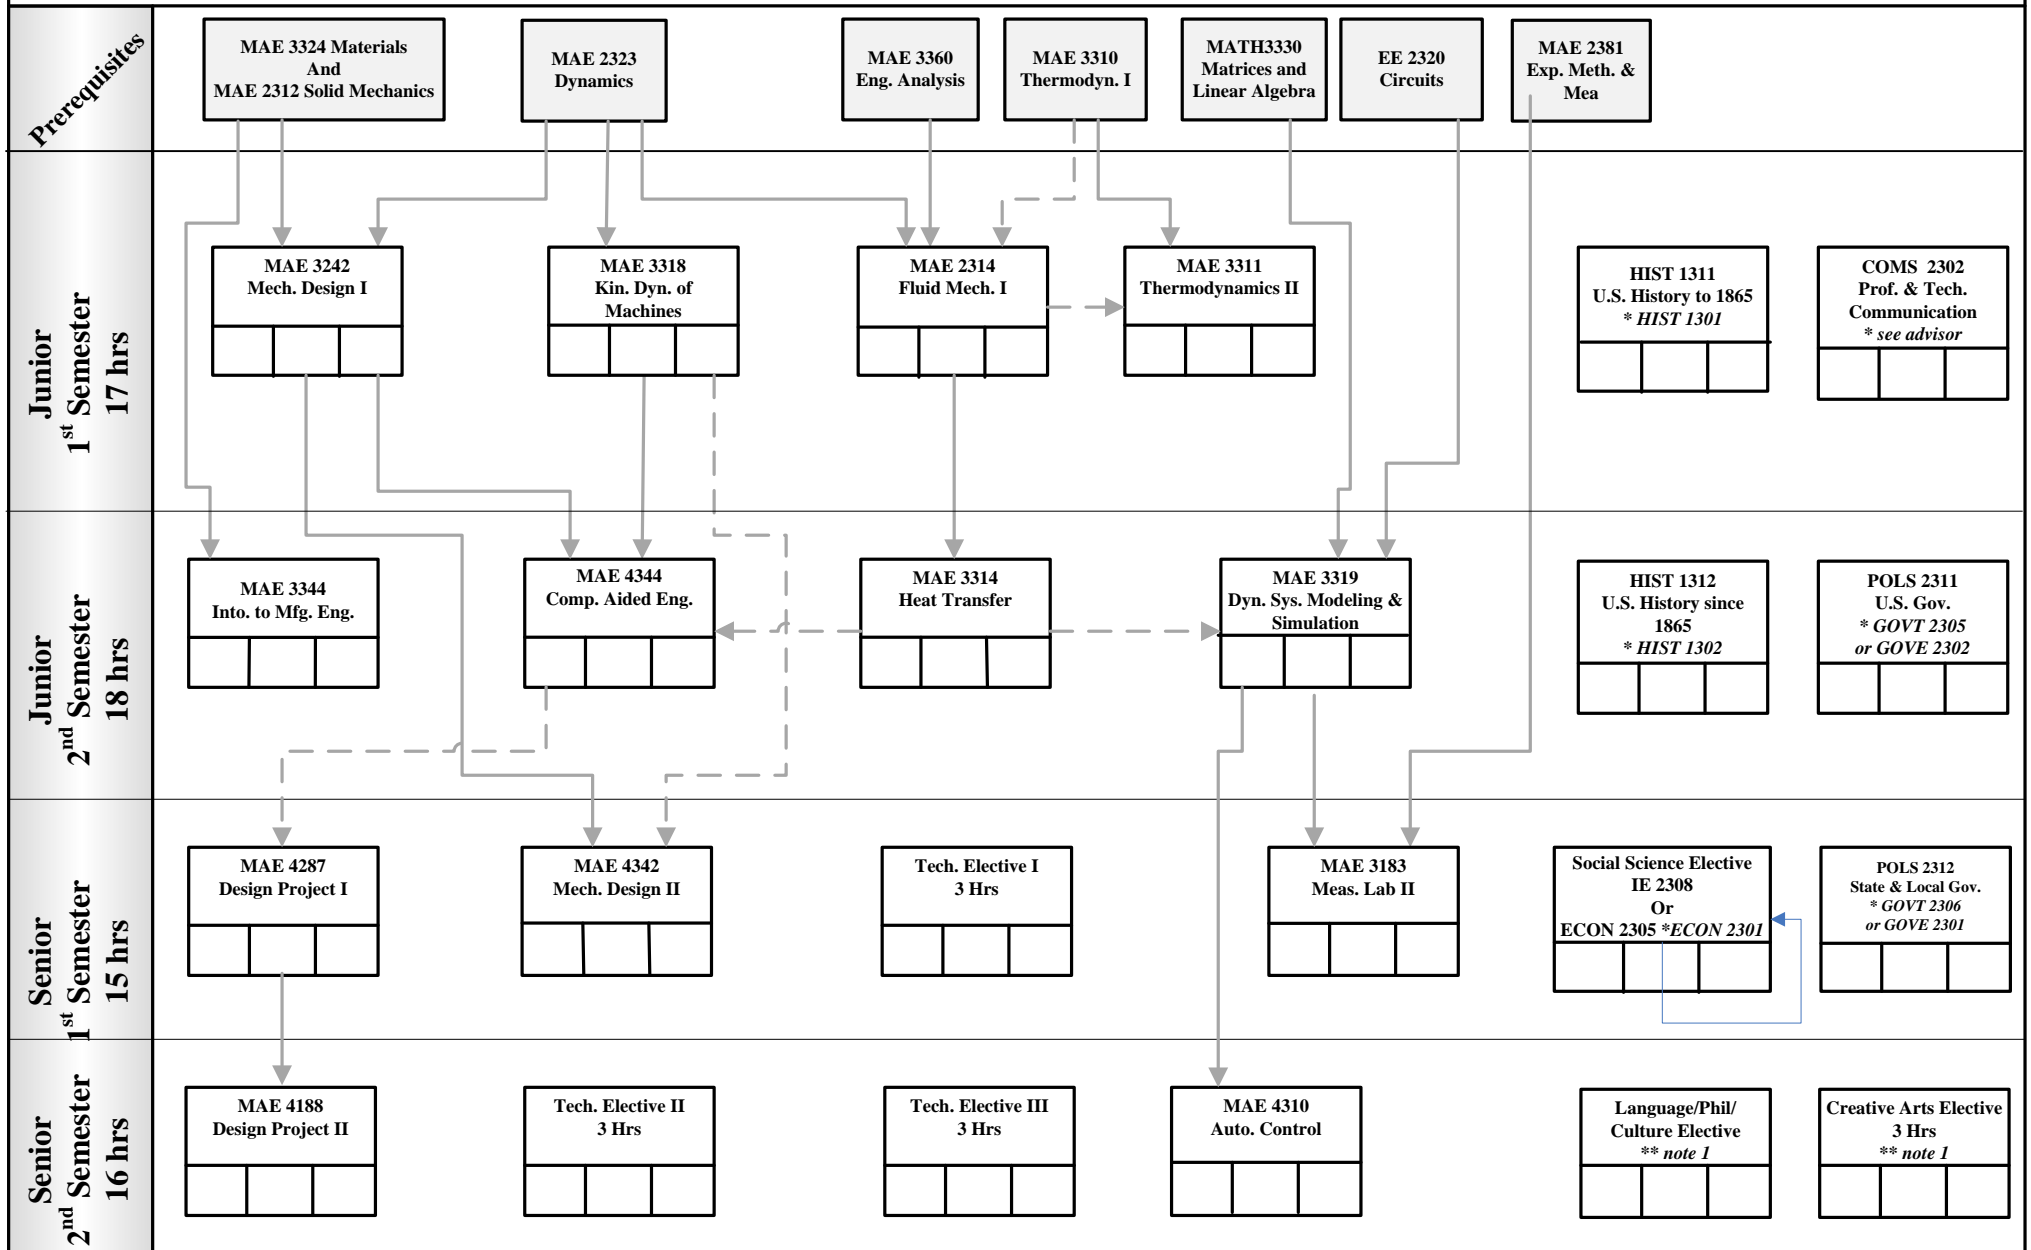 Prerequisites
MAE 3324 Materials
And
MAE 2312 Solid Mechanics
MAE 2323
Dynamics
MAE 3360
Eng. Analysis
MAE 3310
Thermodyn. I
MATH3330
Matrices and
Linear Algebra
EE 2320
Circuits
MAE 2381
Exp. Meth. &
Mea
Junior
1st Semester
17 hrs
MAE 3242
Mech. Design I
MAE 3318
Kin. Dyn. of
Machines
MAE 2314
Fluid Mech. I
MAE 3311
Thermodynamics II
HIST 1311
U.S. History to 1865
* HIST 1301
COMS  2302
Prof. & Tech.
Communication
* see advisor
Junior
2nd Semester
18 hrs
MAE 3344
Into. to Mfg. Eng.
MAE 4344
Comp. Aided Eng.
MAE 3314
Heat Transfer
MAE 3319
Dyn. Sys. Modeling &
Simulation
HIST 1312
U.S. History since
1865
* HIST 1302
POLS 2311
U.S. Gov.
* GOVT 2305
or GOVE 2302
Senior
1st Semester
15 hrs
MAE 4287
Design Project I
MAE 4342
Mech. Design II
Tech. Elective I
3 Hrs
MAE 3183
Meas. Lab II
Social Science Elective
IE 2308
Or
ECON 2305 *ECON 2301
POLS 2312
State & Local Gov.
* GOVT 2306
or GOVE 2301
Senior
2nd Semester
16 hrs
MAE 4188
Design Project II
Tech. Elective II
3 Hrs
Tech. Elective III
3 Hrs
MAE 4310
Auto. Control
Language/Phil/
Culture Elective
** note 1
Creative Arts Elective
3 Hrs
** note 1